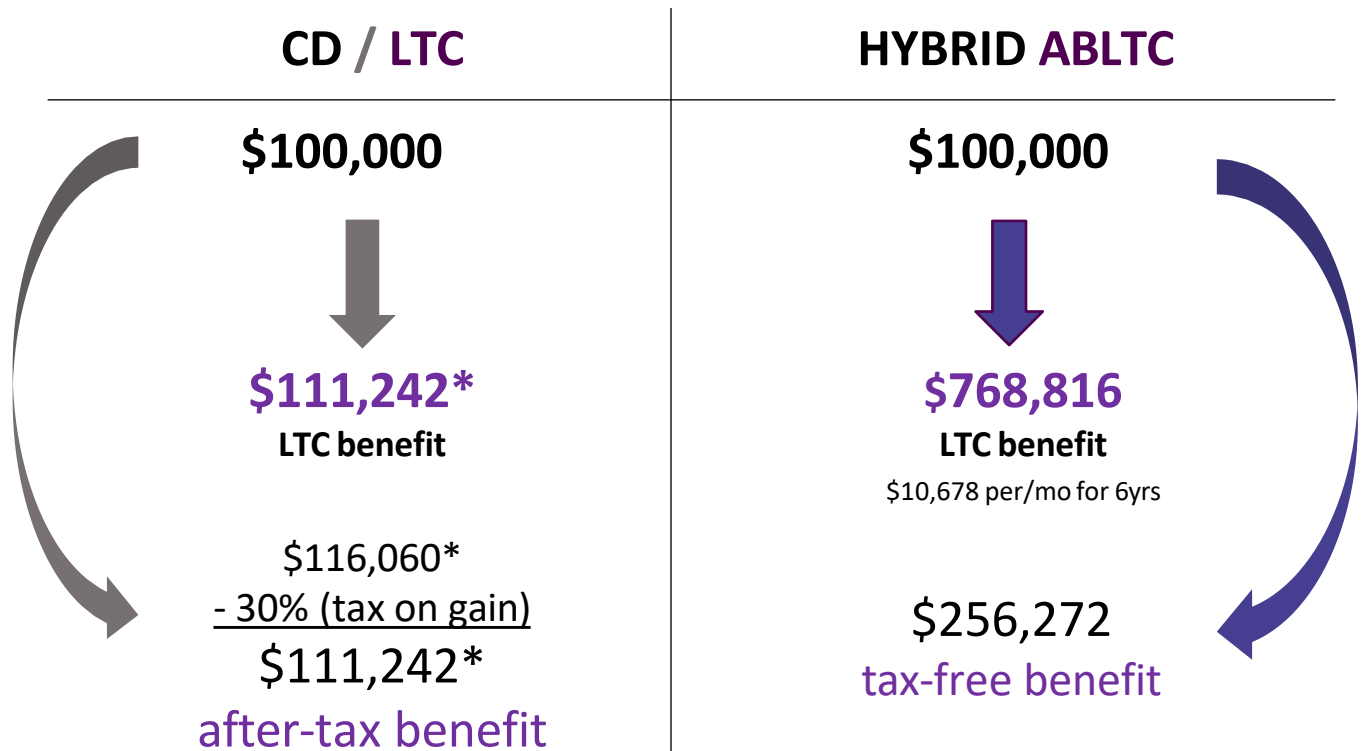 CD / LTC
$100,000
$111,242*
LTC benefit
$116,060*
- 30% (tax on gain)
$111,242*
after-tax benefit
HYBRID ABLTC
$100,000
$768,816
LTC benefit
$10,678 per/mo for 6yrs
$256,272
tax-free benefit